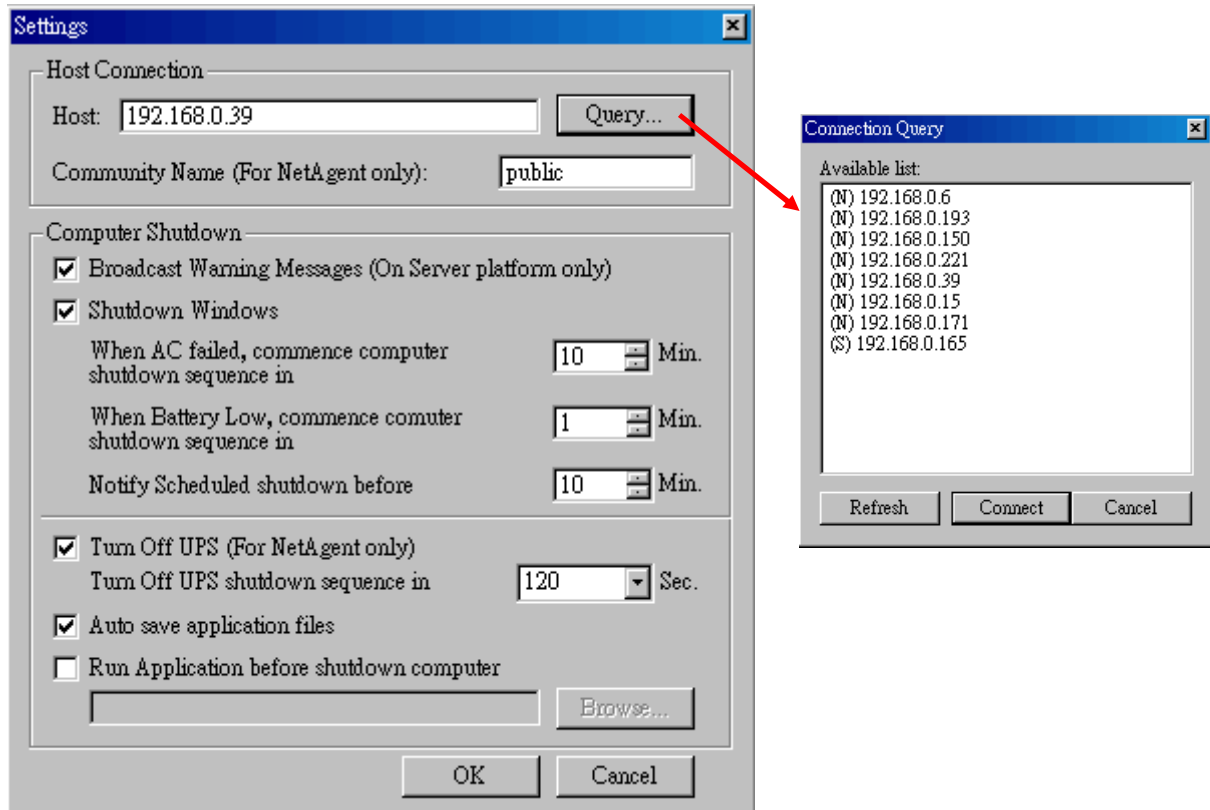 Settings
Host Connection
Host: 192.168.0.39 Query...
Community Name (For NetAgent only): public
Computer Shutdown
Broadcast Warning Messages (On Server platform only)
Shutdown Windows
When AC failed, commence computer
shutdown sequence in
10 Min.
When Battery Low, commence comuter
shutdown sequence in
1 Min.
Notify Scheduled shutdown before 10 Min.
Turn Off UPS (For NetAgent only)
Turn Off UPS shutdown sequence in 120 Sec.
Auto save application files
Run Application before shutdown computer
Browse...
OK Cancel
Connection Query
Available list:
(N) 192.168.0.6
(N) 192.168.0.193
(N) 192.168.0.150
(N) 192.168.0.221
(N) 192.168.0.39
(N) 192.168.0.15
(N) 192.168.0.171
(S) 192.168.0.165
Refresh Connect Cancel